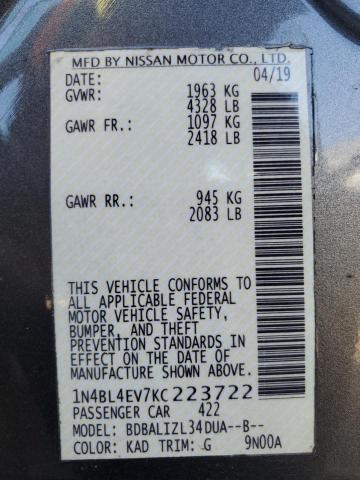 MFD BY NISSAN MOTOR CO., LTD.
DATE: 04/19
GVWR: 1963 KG
4328 LB
GAWR FR.: 1097 KG
2418 LB
GAWR RR.: 945 KG
2083 LB
THIS VEHICLE CONFORMS TO
ALL APPLICABLE FEDERAL
MOTOR VEHICLE SAFETY,
BUMPER, AND THEFT
PREVENTION STANDARDS IN
EFFECT ON THE DATE OF
MANUFACTURE SHOWN ABOVE.
1N4BL4EV7KC223722
PASSENGER CAR 422
MODEL: BDBALIZL34DUA--B--
COLOR: KAD TRIM: G 9N00A